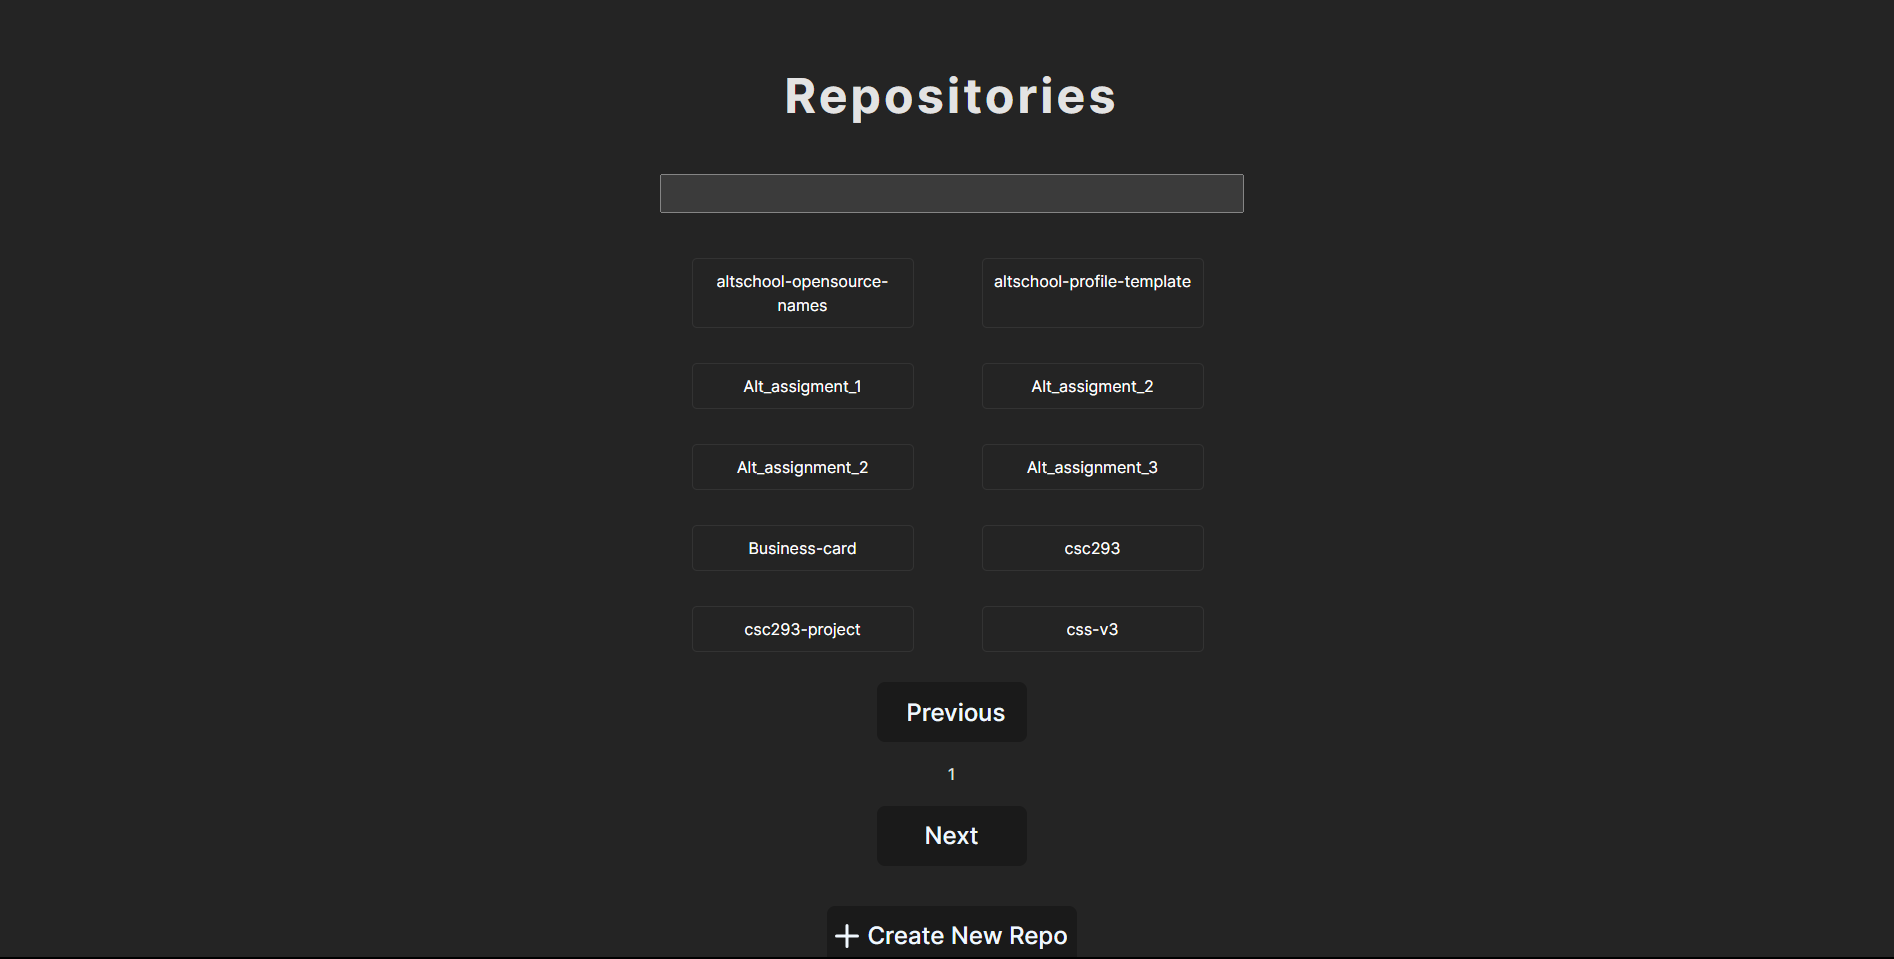 Repositories
altschool-opensource-
names
altschool-profile-template
Alt_assigment_1
Alt_assigment_2
Alt_assignment_2
Alt_assignment_3
Business-card
csc293
csc293-project
css-v3
Previous
1
Next
Create New Repo